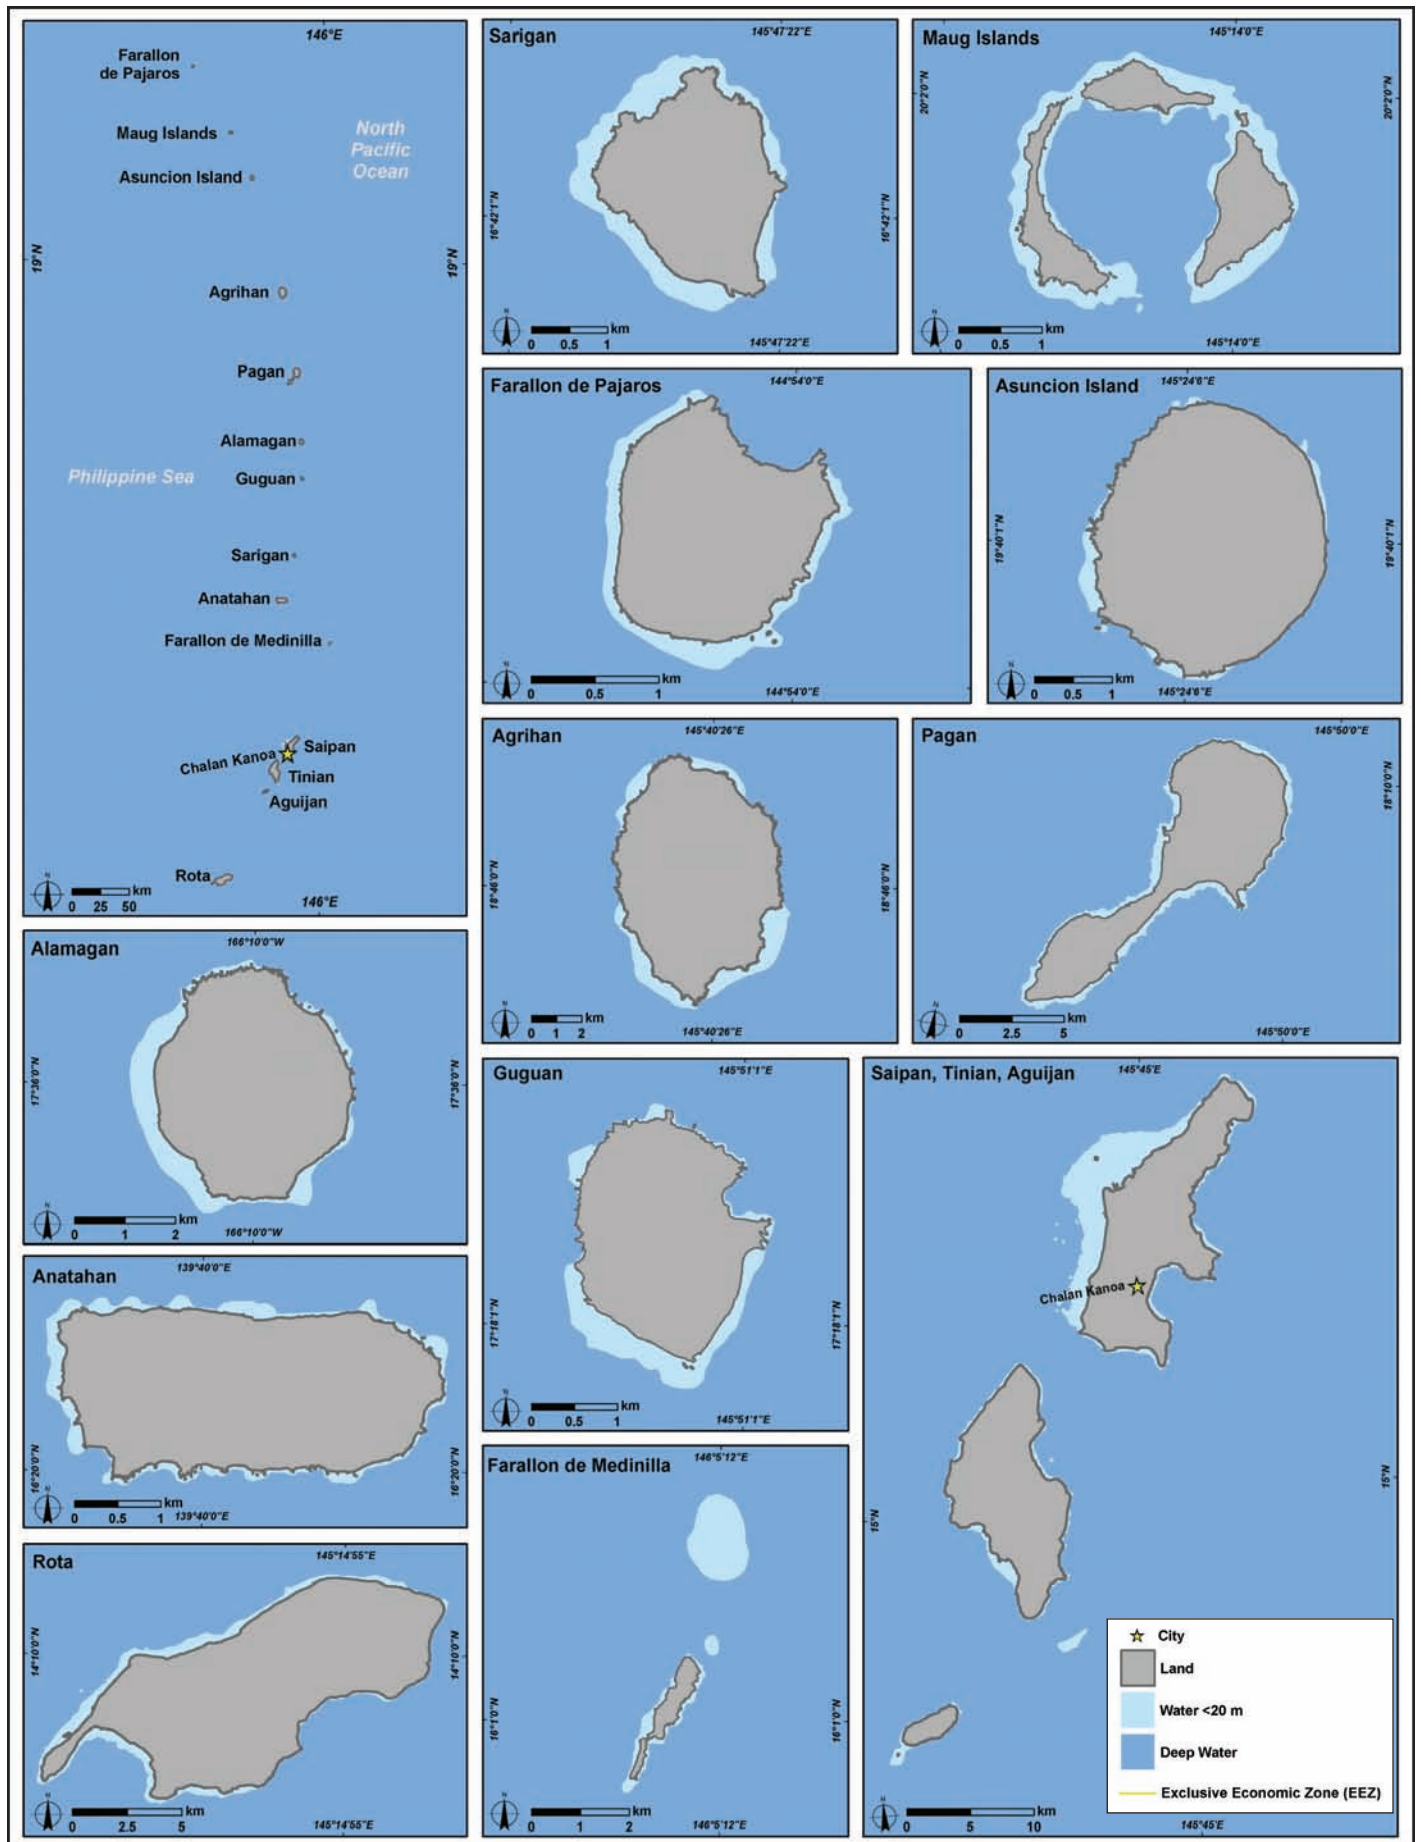 146°E
Farallon
de Pajaros
Maug Islands
North
Pacific
Ocean
Asuncion Island
19°N
19°N
Agrihan
Pagan
Alamagan
Philippine Sea
Guguan
Sarigan
Anatahan
Farallon de Medinilla
Saipan
Chalan Kanoa
Tinian
Aguijan
Rota
N
km
0 25 50
146°E
Sarigan
145°47'22"E
16°42'1"N
16°42'1"N
N
km
0 0.5 1
145°47'22"E
Maug Islands
145°14'0"E
20°2'0"N
20°2'0"N
N
km
0 0.5 1
145°14'0"E
Farallon de Pajaros
144°54'0"E
N
km
0 0.5 1
144°54'0"E
Asuncion Island
145°24'6"E
19°40'1"N
19°40'1"N
N
km
0 0.5 1
145°24'6"E
Agrihan
145°40'26"E
18°46'0"N
18°46'0"N
N
km
0 1 2
145°40'26"E
Pagan
145°50'0"E
18°10'0"N
N
km
0 2.5 5
145°50'0"E
Alamagan
166°10'0"W
17°36'0"N
17°36'0"N
N
km
0 1 2
166°10'0"W
Guguan
145°51'1"E
17°18'1"N
17°18'1"N
N
km
0 0.5 1
145°51'1"E
Saipan, Tinian, Aguijan
145°45'E
Chalan Kanoa
15°N
15°N
N
km
0 5 10
145°45'E
Anatahan
139°40'0"E
16°20'0"N
16°20'0"N
N
km
0 0.5 1
139°40'0"E
Farallon de Medinilla
146°5'12"E
16°1'0"N
16°1'0"N
N
km
0 1 2
146°5'12"E
Rota
145°14'55"E
14°10'0"N
14°10'0"N
N
km
0 2.5 5
145°14'55"E
City
Land
Water <20 m
Deep Water
Exclusive Economic Zone (EEZ)